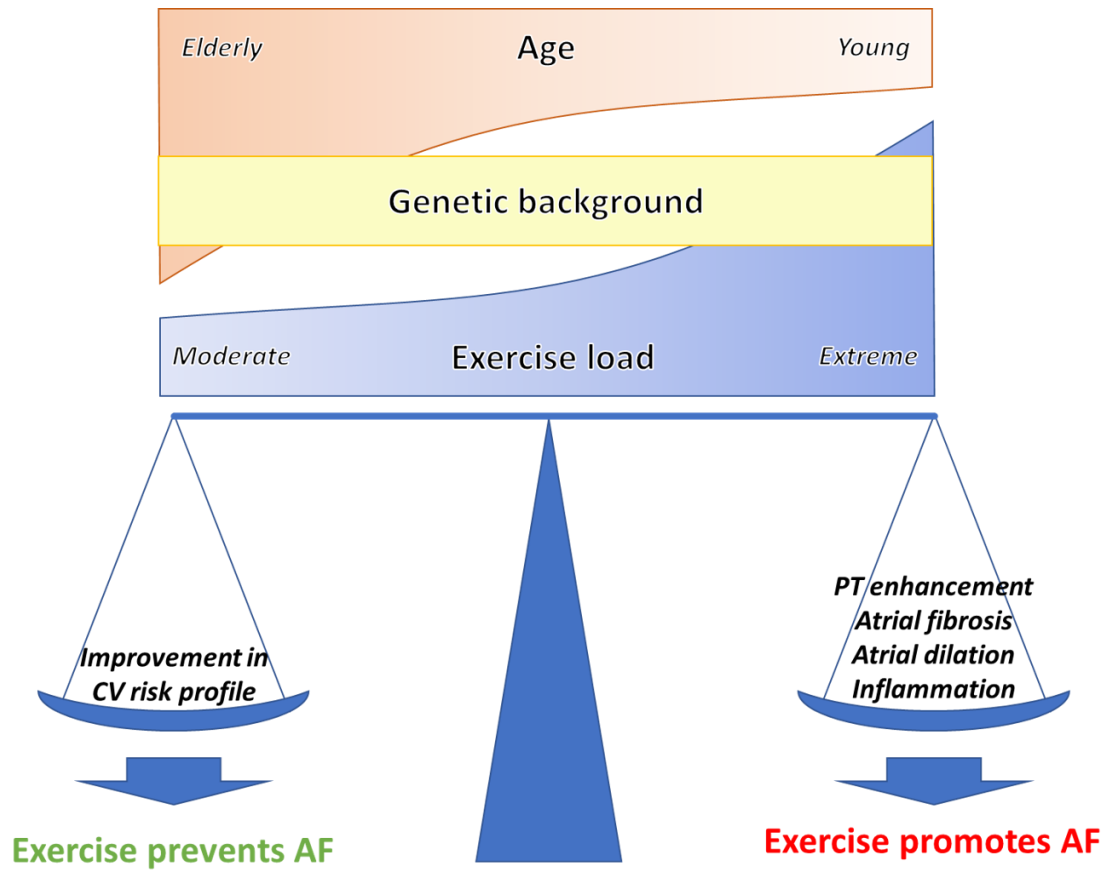 Elderly
Age
Young
Genetic background
Moderate
Exercise load
Extreme
Improvement in
CV risk profile
PT enhancement
Atrial fibrosis
Atrial dilation
Inflammation
Exercise prevents AF
Exercise promotes AF